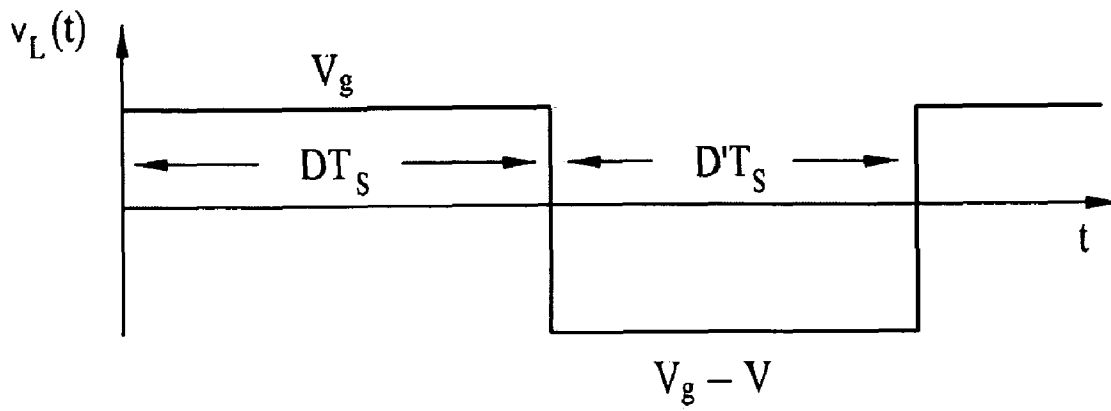 v_L(t)
V_g
DT_S
D'T_S
t
V_g – V